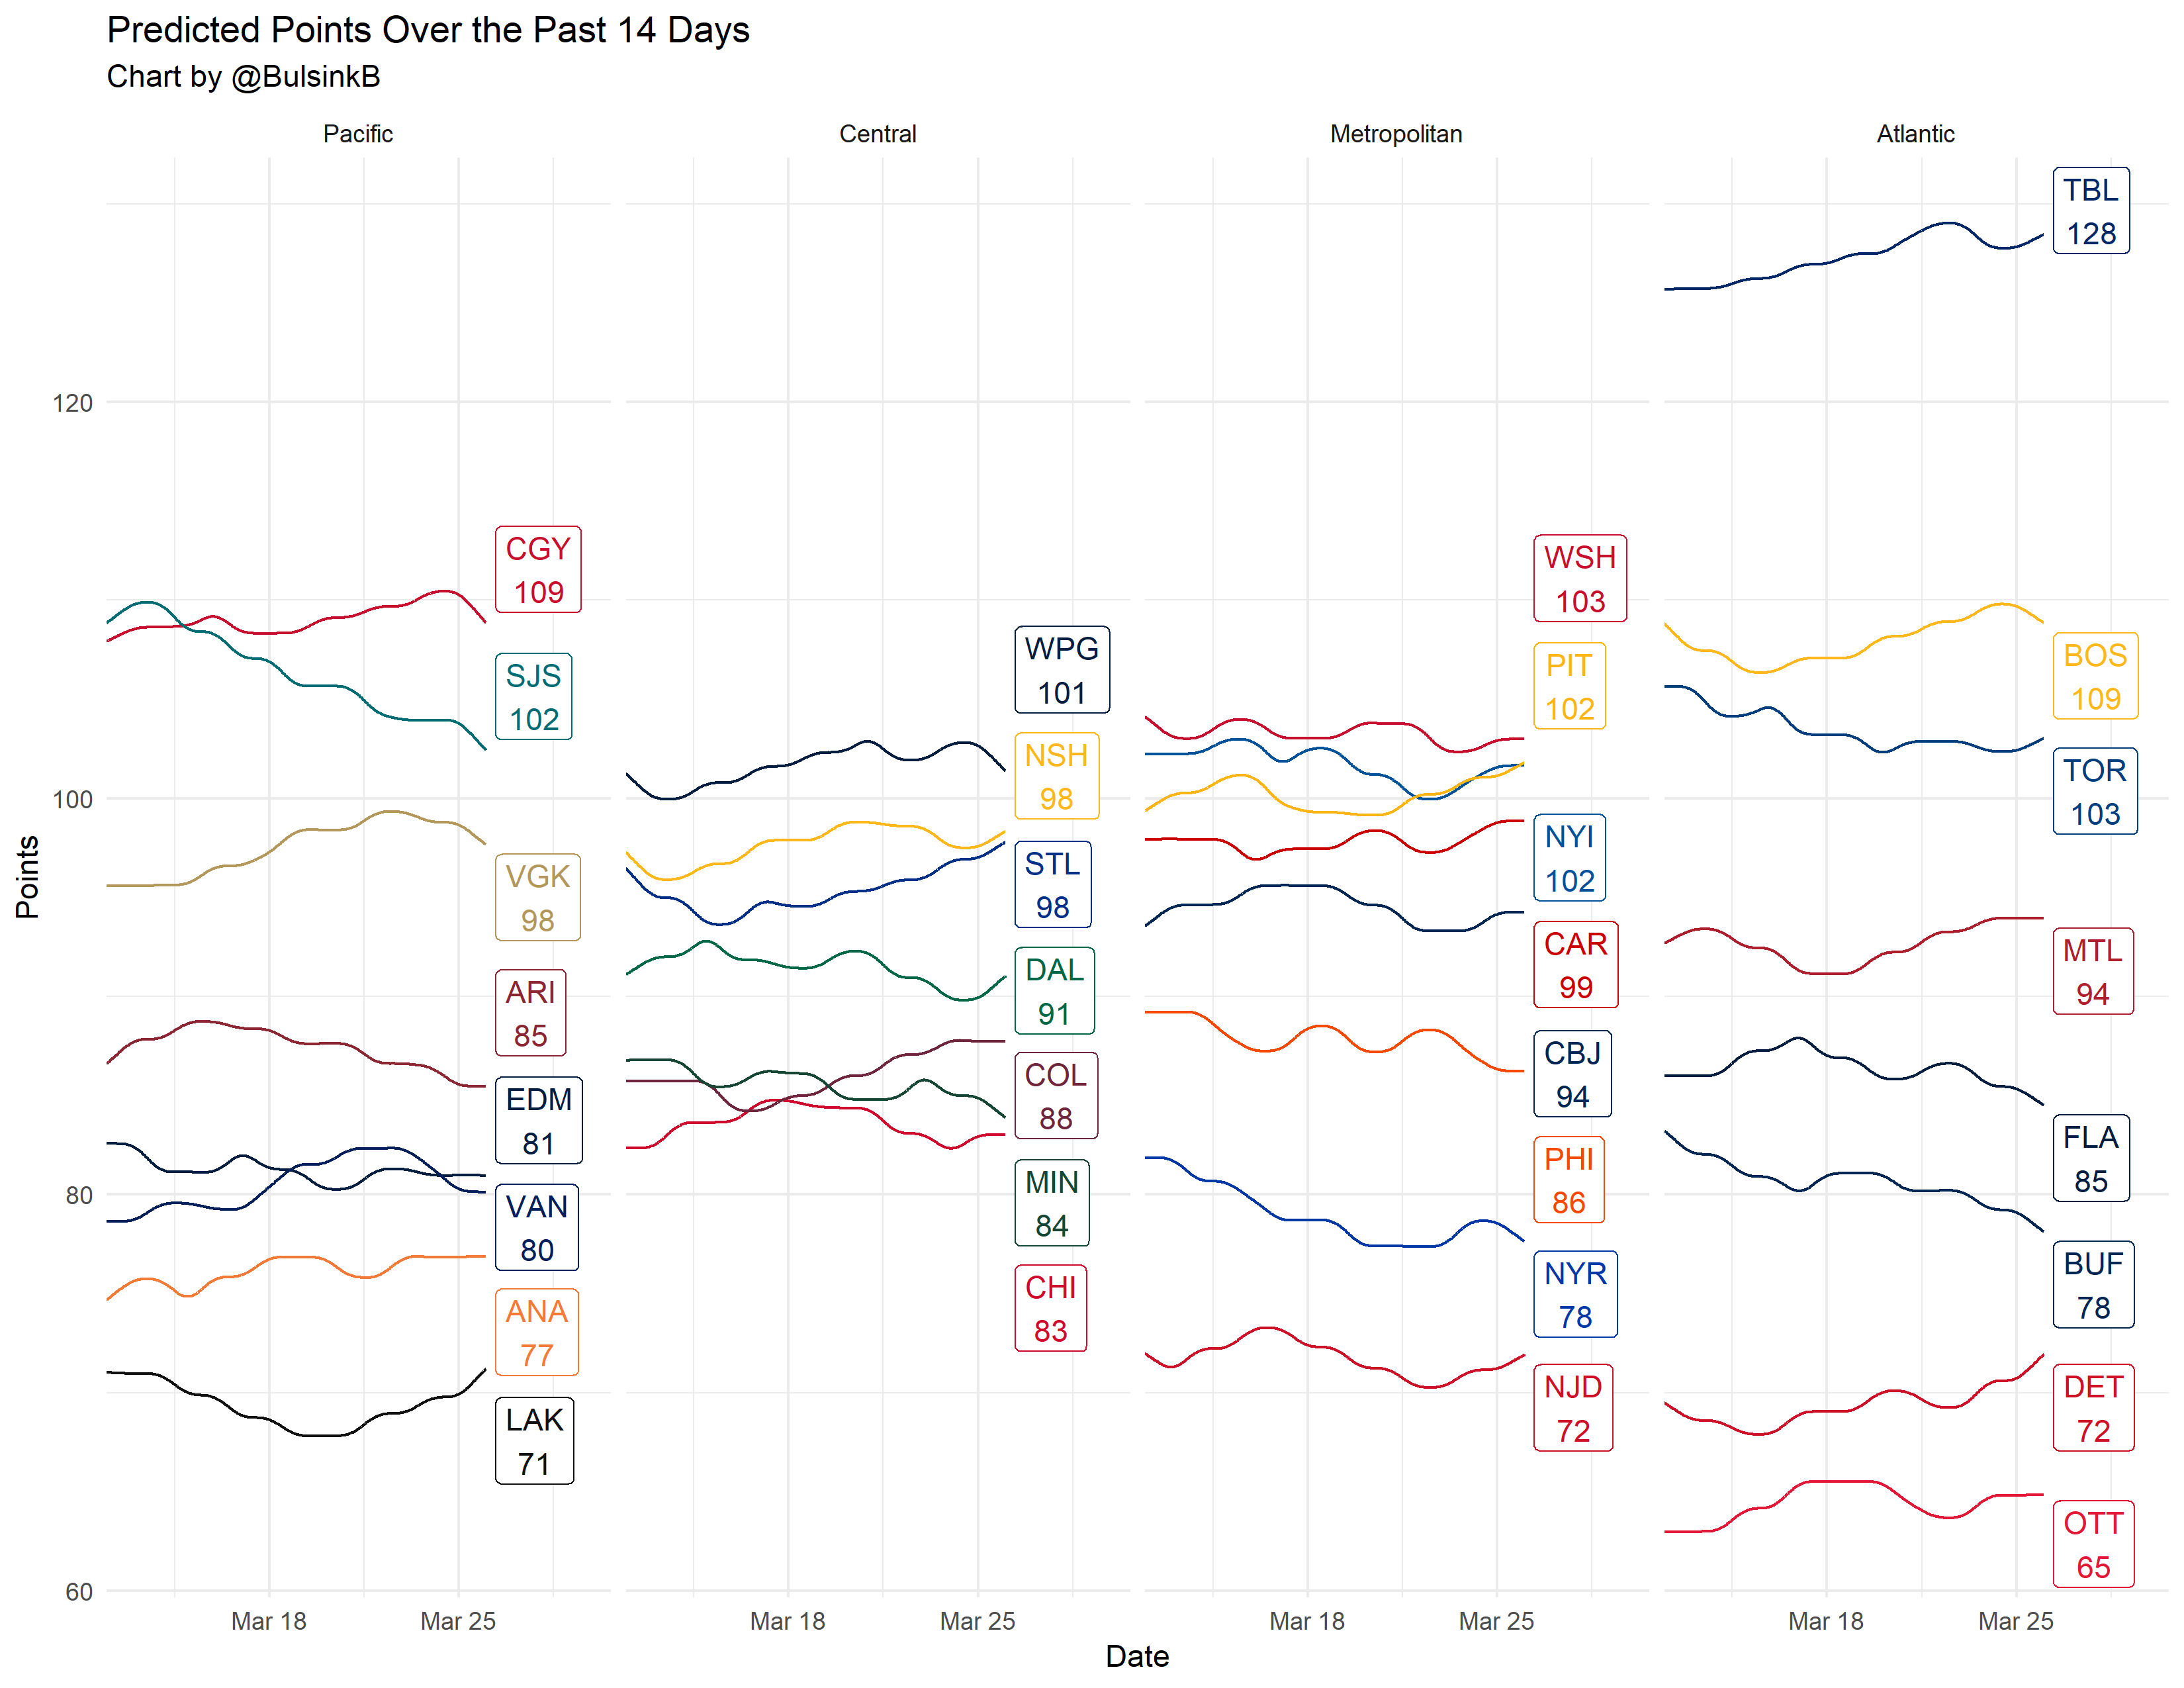 Predicted Points Over the Past 14 Days
Chart by @BulsinkB
Pacific
Central
Metropolitan
Atlantic
Points
120
100
80
60
CGY
109
SJS
102
VGK
98
ARI
85
EDM
81
VAN
80
ANA
77
LAK
71
WPG
101
NSH
98
STL
98
DAL
91
COL
88
MIN
84
CHI
83
WSH
103
PIT
102
NYI
102
CAR
99
CBJ
94
PHI
86
NYR
78
NJD
72
TBL
128
BOS
109
TOR
103
MTL
94
FLA
85
BUF
78
DET
72
OTT
65
Mar 18
Mar 25
Mar 18
Mar 25
Mar 18
Mar 25
Mar 18
Mar 25
Date